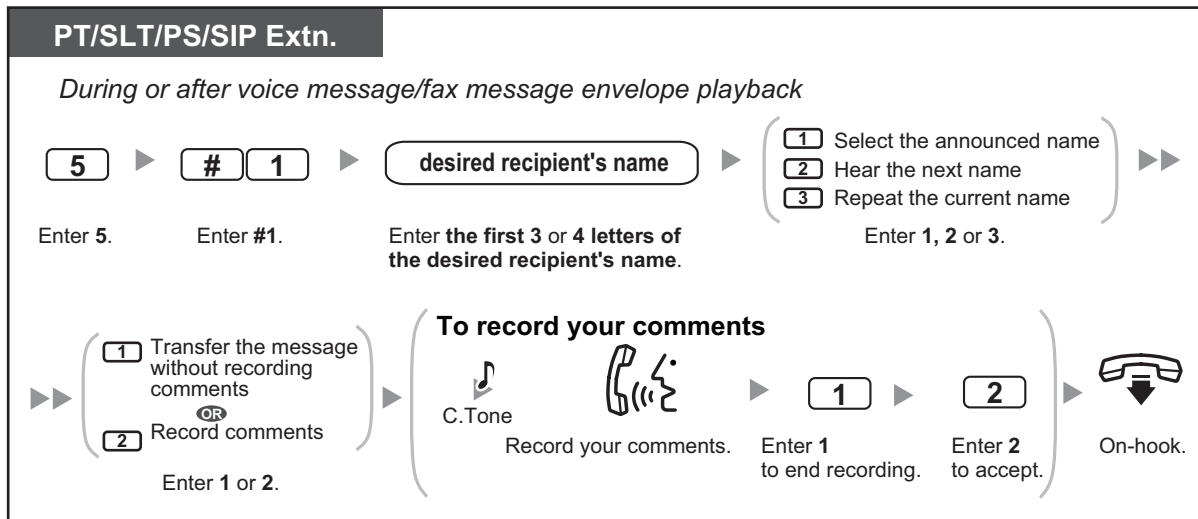 PT/SLT/PS/SIP Extn.
During or after voice message/fax message envelope playback
5
# 1
desired recipient's name
1 Select the announced name
2 Hear the next name
3 Repeat the current name
Enter 5.
Enter #1.
Enter the first 3 or 4 letters of
the desired recipient's name.
Enter 1, 2 or 3.
1 Transfer the message
without recording
comments
OR
2 Record comments
Enter 1 or 2.
To record your comments
C.Tone
Record your comments.
1
Enter 1
to end recording.
2
Enter 2
to accept.
On-hook.